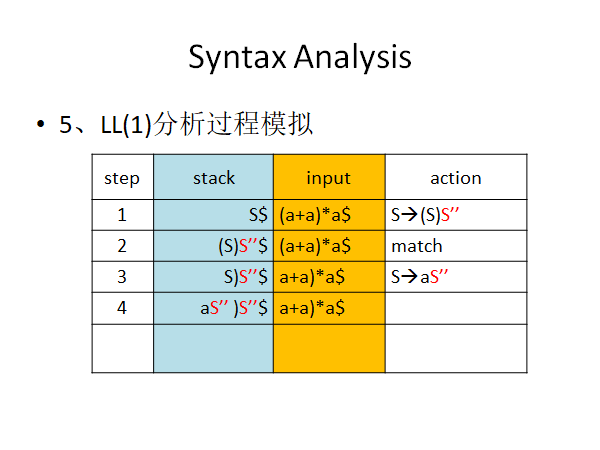 Syntax Analysis
• 5、LL(1)分析过程模拟
step stack input action
1 S$ (a+a)*a$ S→(S)S’’
2 (S)S’’$ (a+a)*a$ match
3 S)S’’$ a+a)*a$ S→aS’’
4 aS’’ )S’’$ a+a)*a$